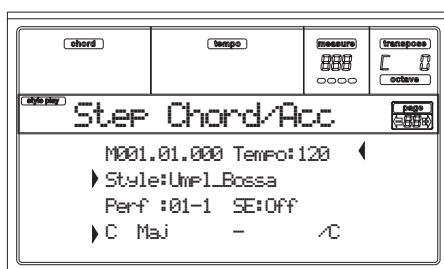 chord tempo measure transpose
888 C 0
octave
style play
Step Chord/Acc
page
M001.01.000 Tempo:120
Style:Umpl_Bossa
Perf :01-1 SE:Off
C Maj - /C